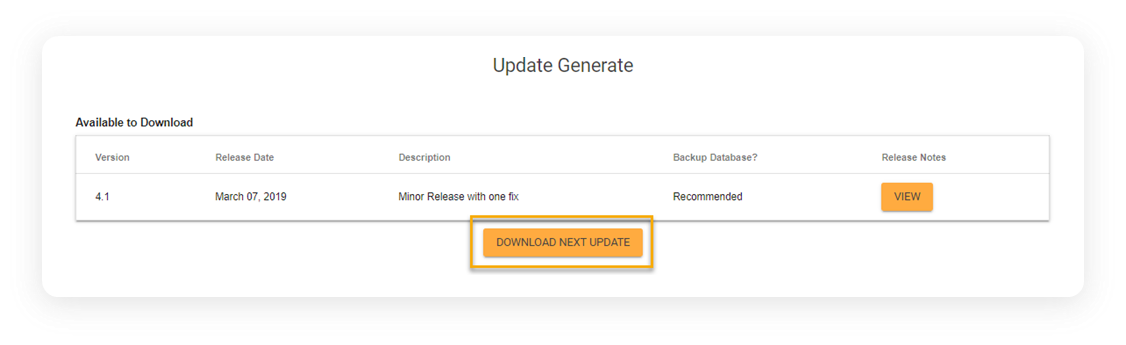 Update Generate
Available to Download
Version Release Date Description Backup Database? Release Notes
4.1 March 07, 2019 Minor Release with one fix Recommended VIEW
DOWNLOAD NEXT UPDATE